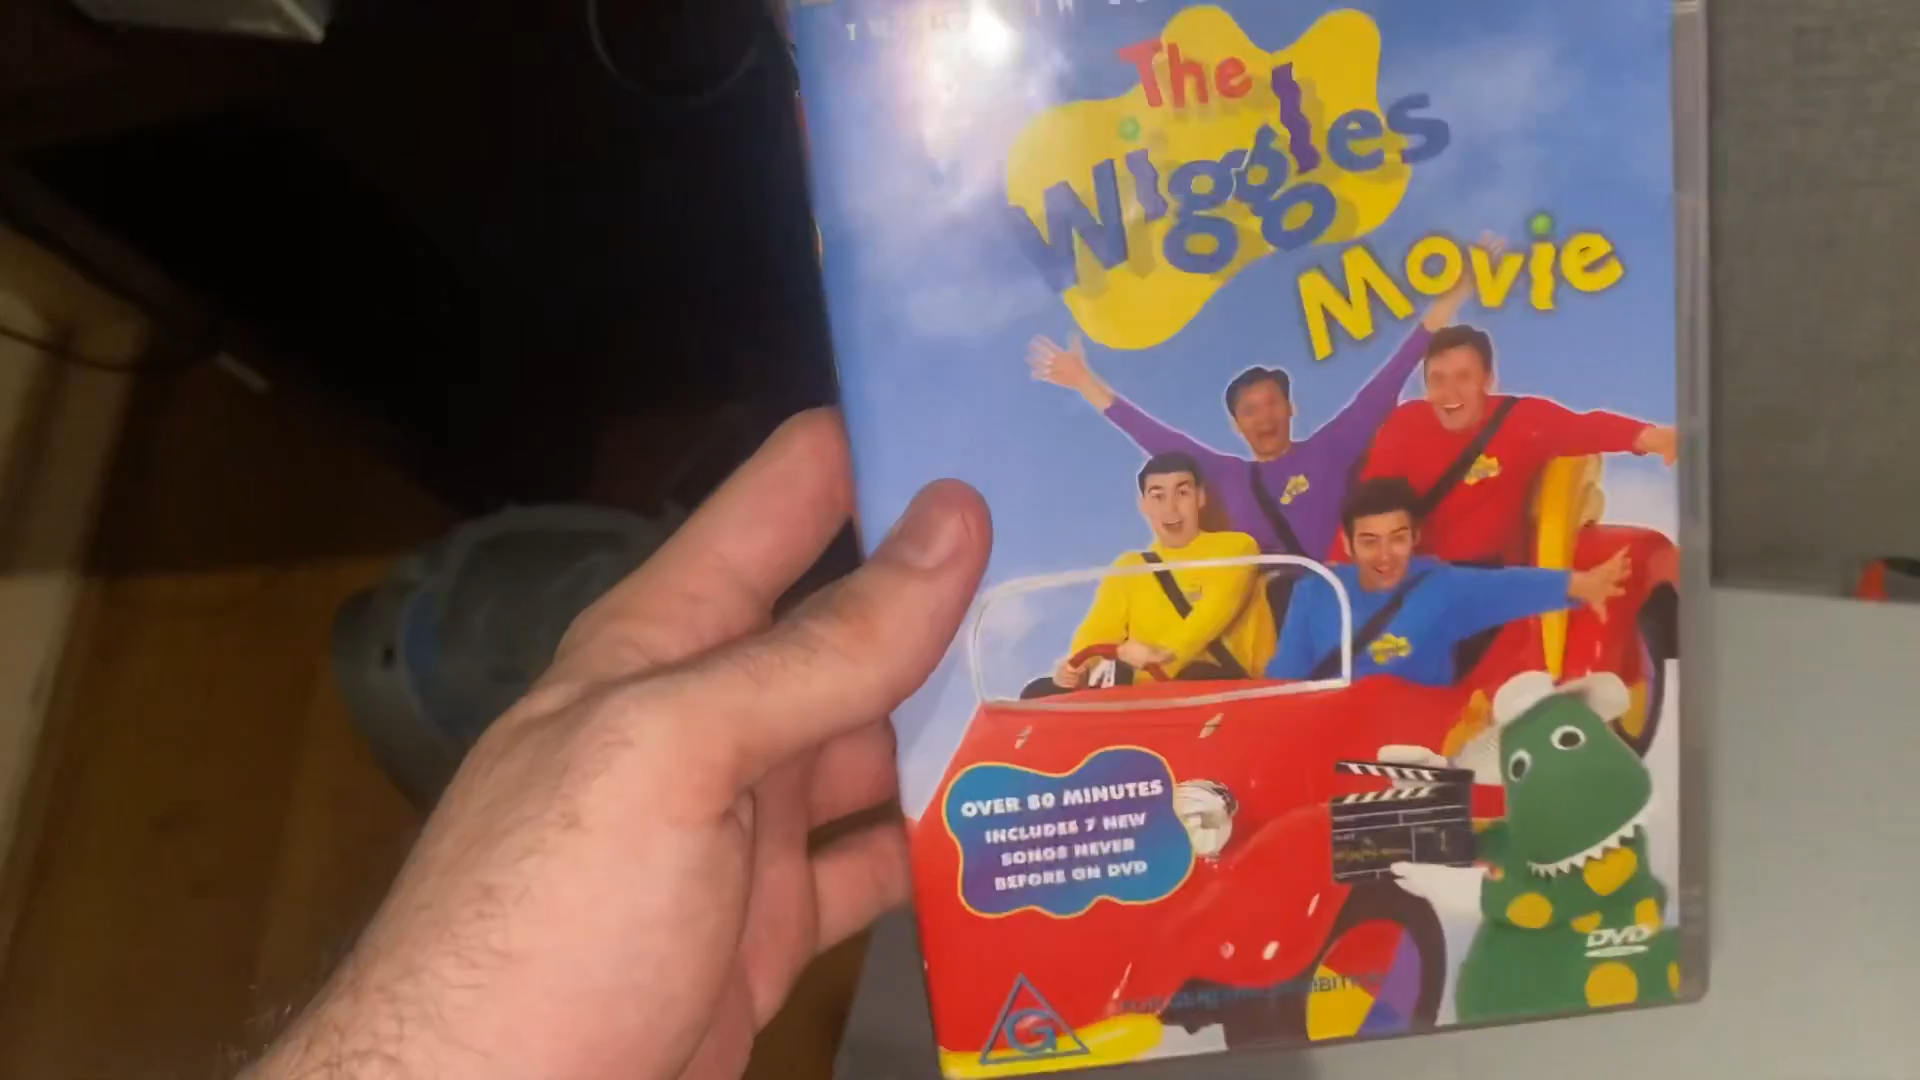 The
Wiggles
Movie
OVER 80 MINUTES
INCLUDES 7 NEW
SONGS NEVER
BEFORE ON DVD
DVD
G